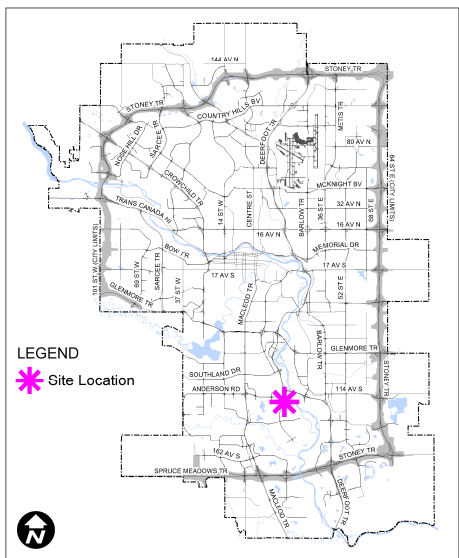 144 AV N
STONEY TR
STONEY TR
COUNTRY HILLS BV
NOSE HILL DR
SARCEE TR
DEERFOOT TR
METIS TR
80 AV N
CROWCHILD TR
MCKNIGHT BV
84 ST E (CITY LIMITS)
TRANS CANADA HI
14 ST W
CENTRE ST
BARLOW TR
36 ST E
32 AV N
68 ST E
16 AV N
16 AV N
101 ST W (CITY LIMITS)
BOW TR
MEMORIAL DR
69 ST W
SARCEE TR
37 ST W
17 AV S
17 AV S
GLENMORE TR
MACLEOD TR
52 ST E
BARLOW TR
GLENMORE TR
LEGEND
Site Location
SOUTHLAND DR
ANDERSON RD
114 AV S
STONEY TR
162 AV S
STONEY TR
SPRUCE MEADOWS TR
MACLEOD TR
DEERFOOT TR
N